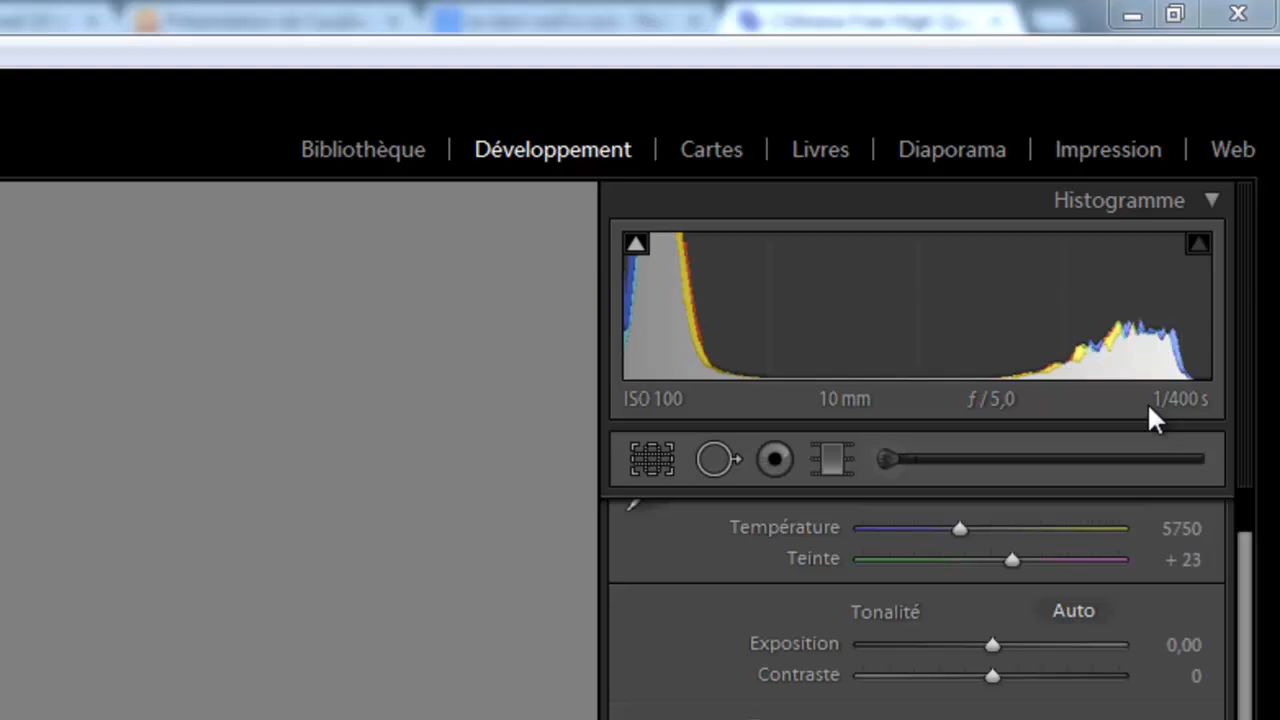 Bibliothèque | Développement | Cartes | Livres | Diaporama | Impression | Web
Histogramme
ISO 100 10 mm ƒ / 5,0 1/400 s
Température 5750
Teinte + 23
Tonalité Auto
Exposition 0,00
Contraste 0